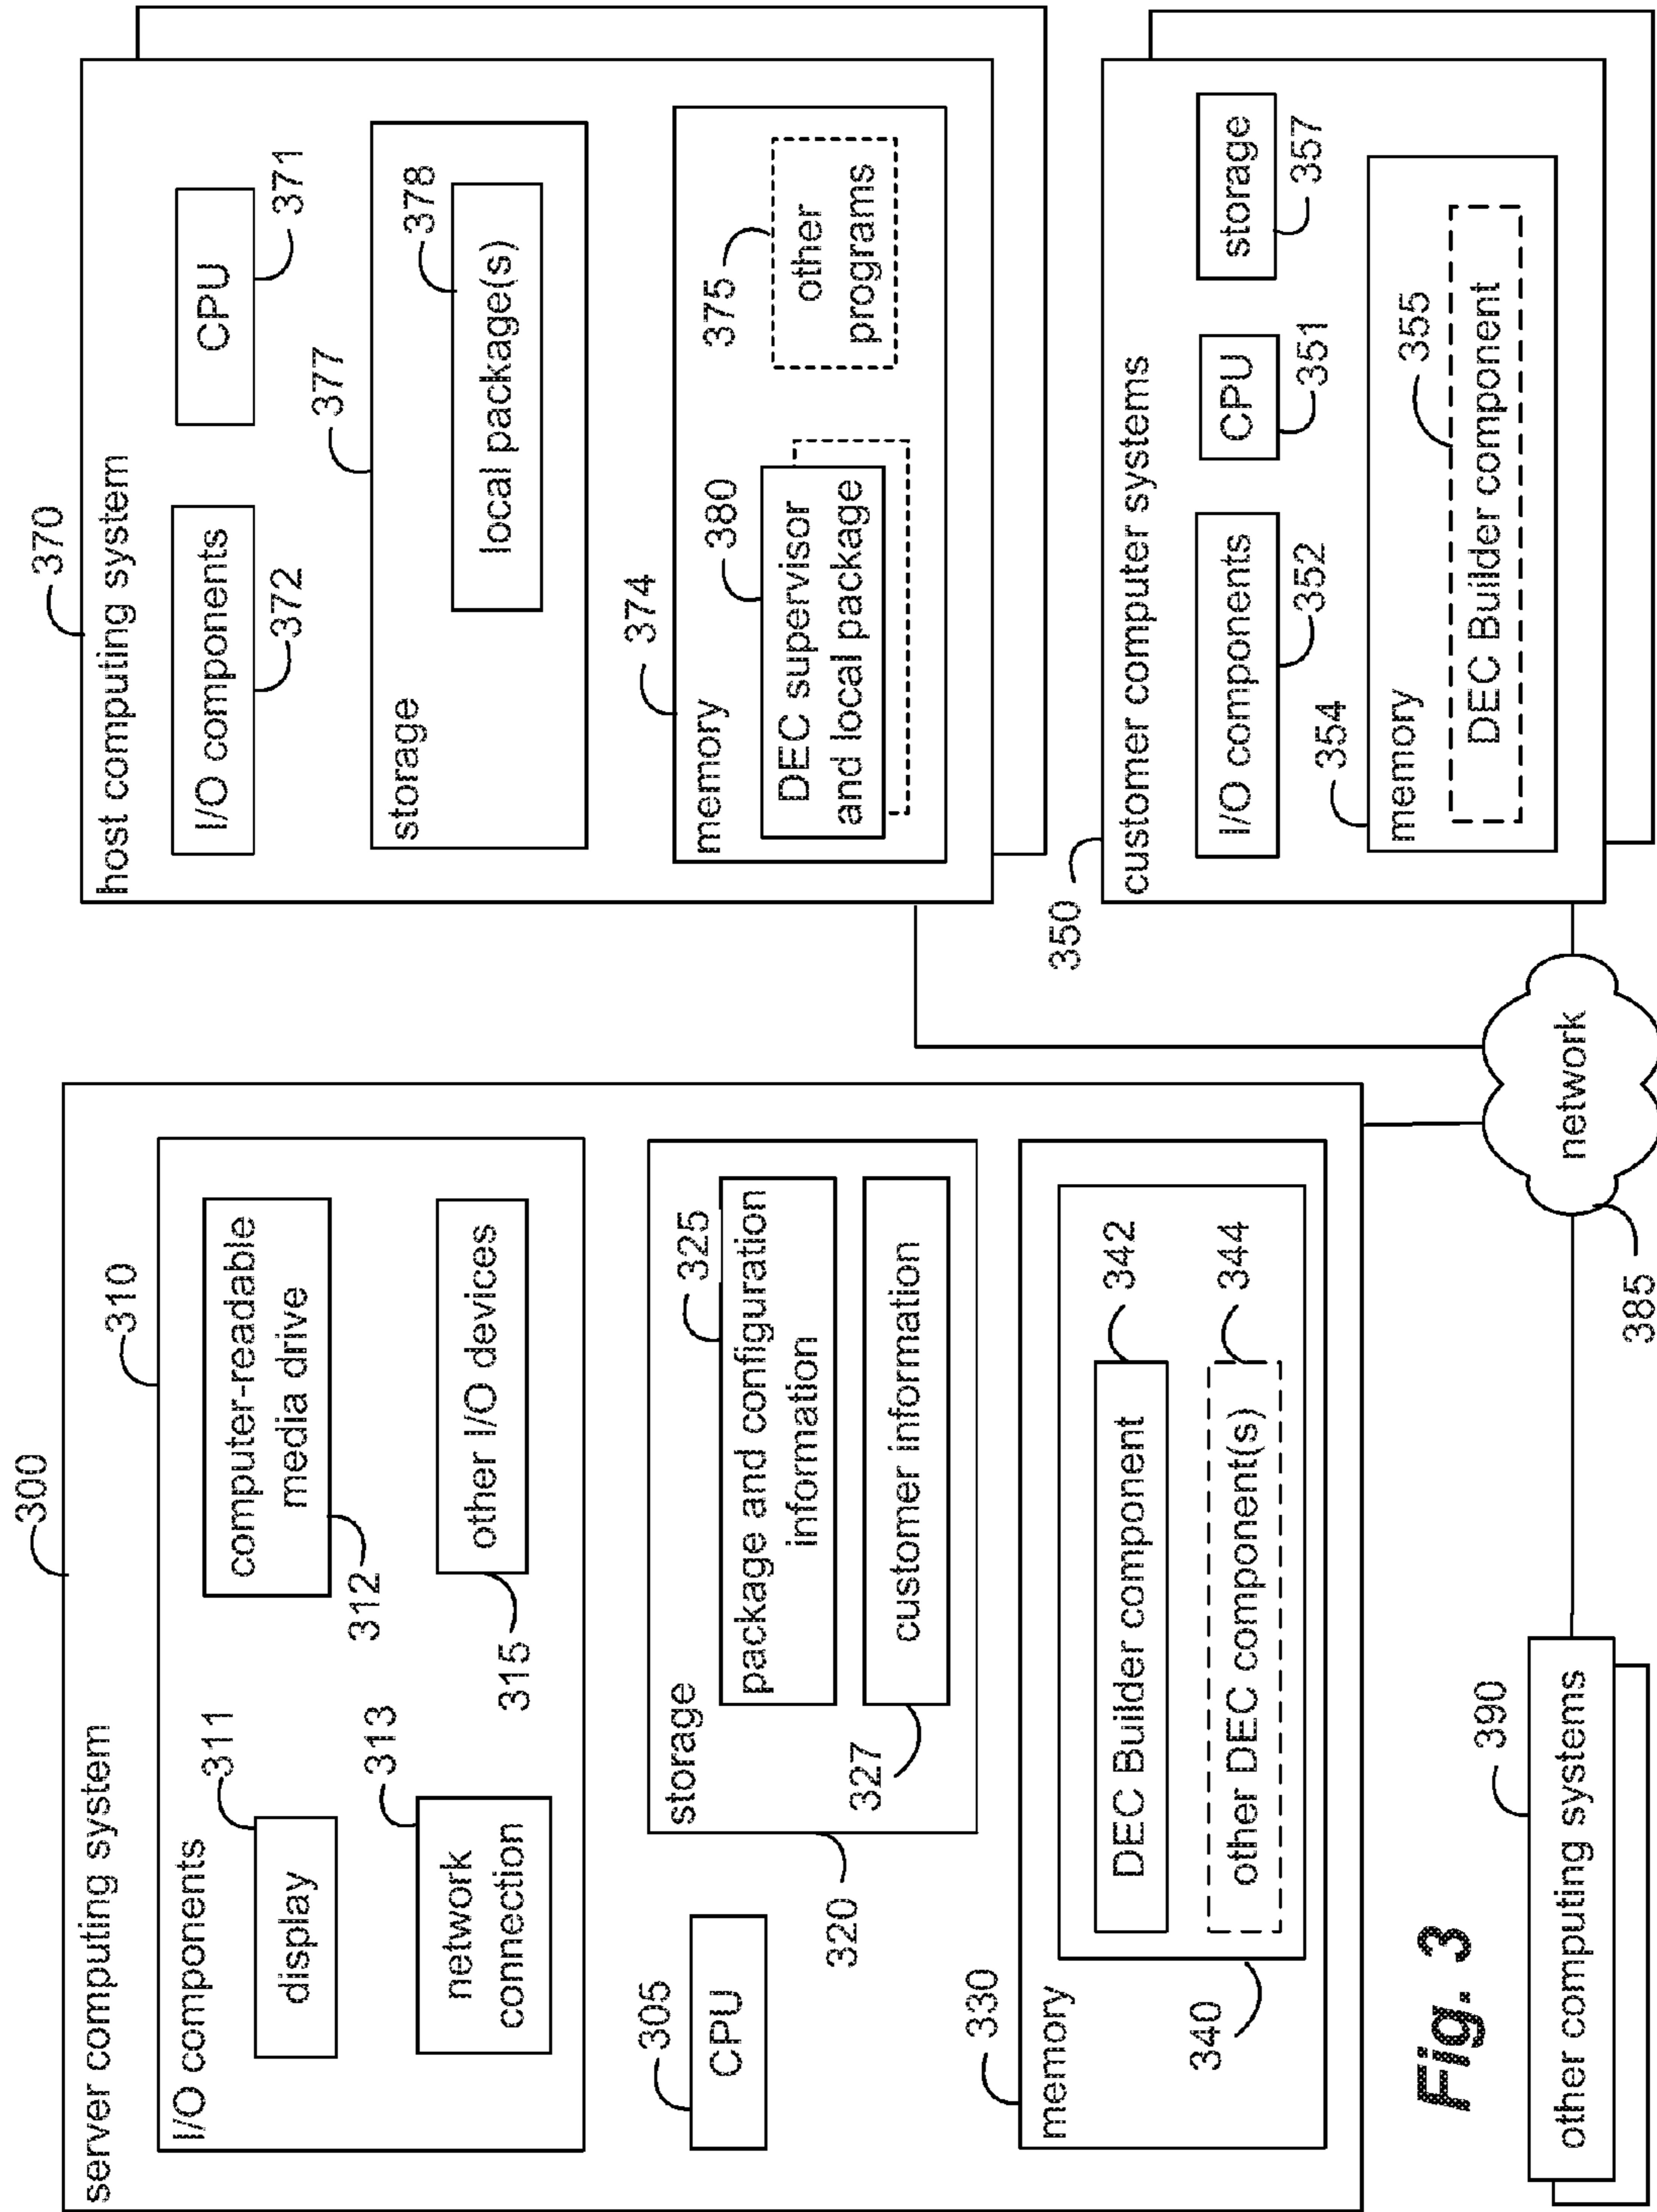 server computing system
300
I/O components
310
display
311
computer-readable
media drive
312
network
connection
313
other I/O devices
315
CPU
305
storage
320
package and configuration
information
325
customer information
327
memory
330
340
DEC Builder component
342
other DEC component(s)
344
host computing system
370
I/O components
372
CPU
371
storage
377
local package(s)
378
memory
374
DEC supervisor
and local package
380
other
programs
375
350
customer computer systems
I/O components
352
CPU
351
storage
357
memory
354
DEC Builder component
355
network
385
other computing systems
390
Fig. 3